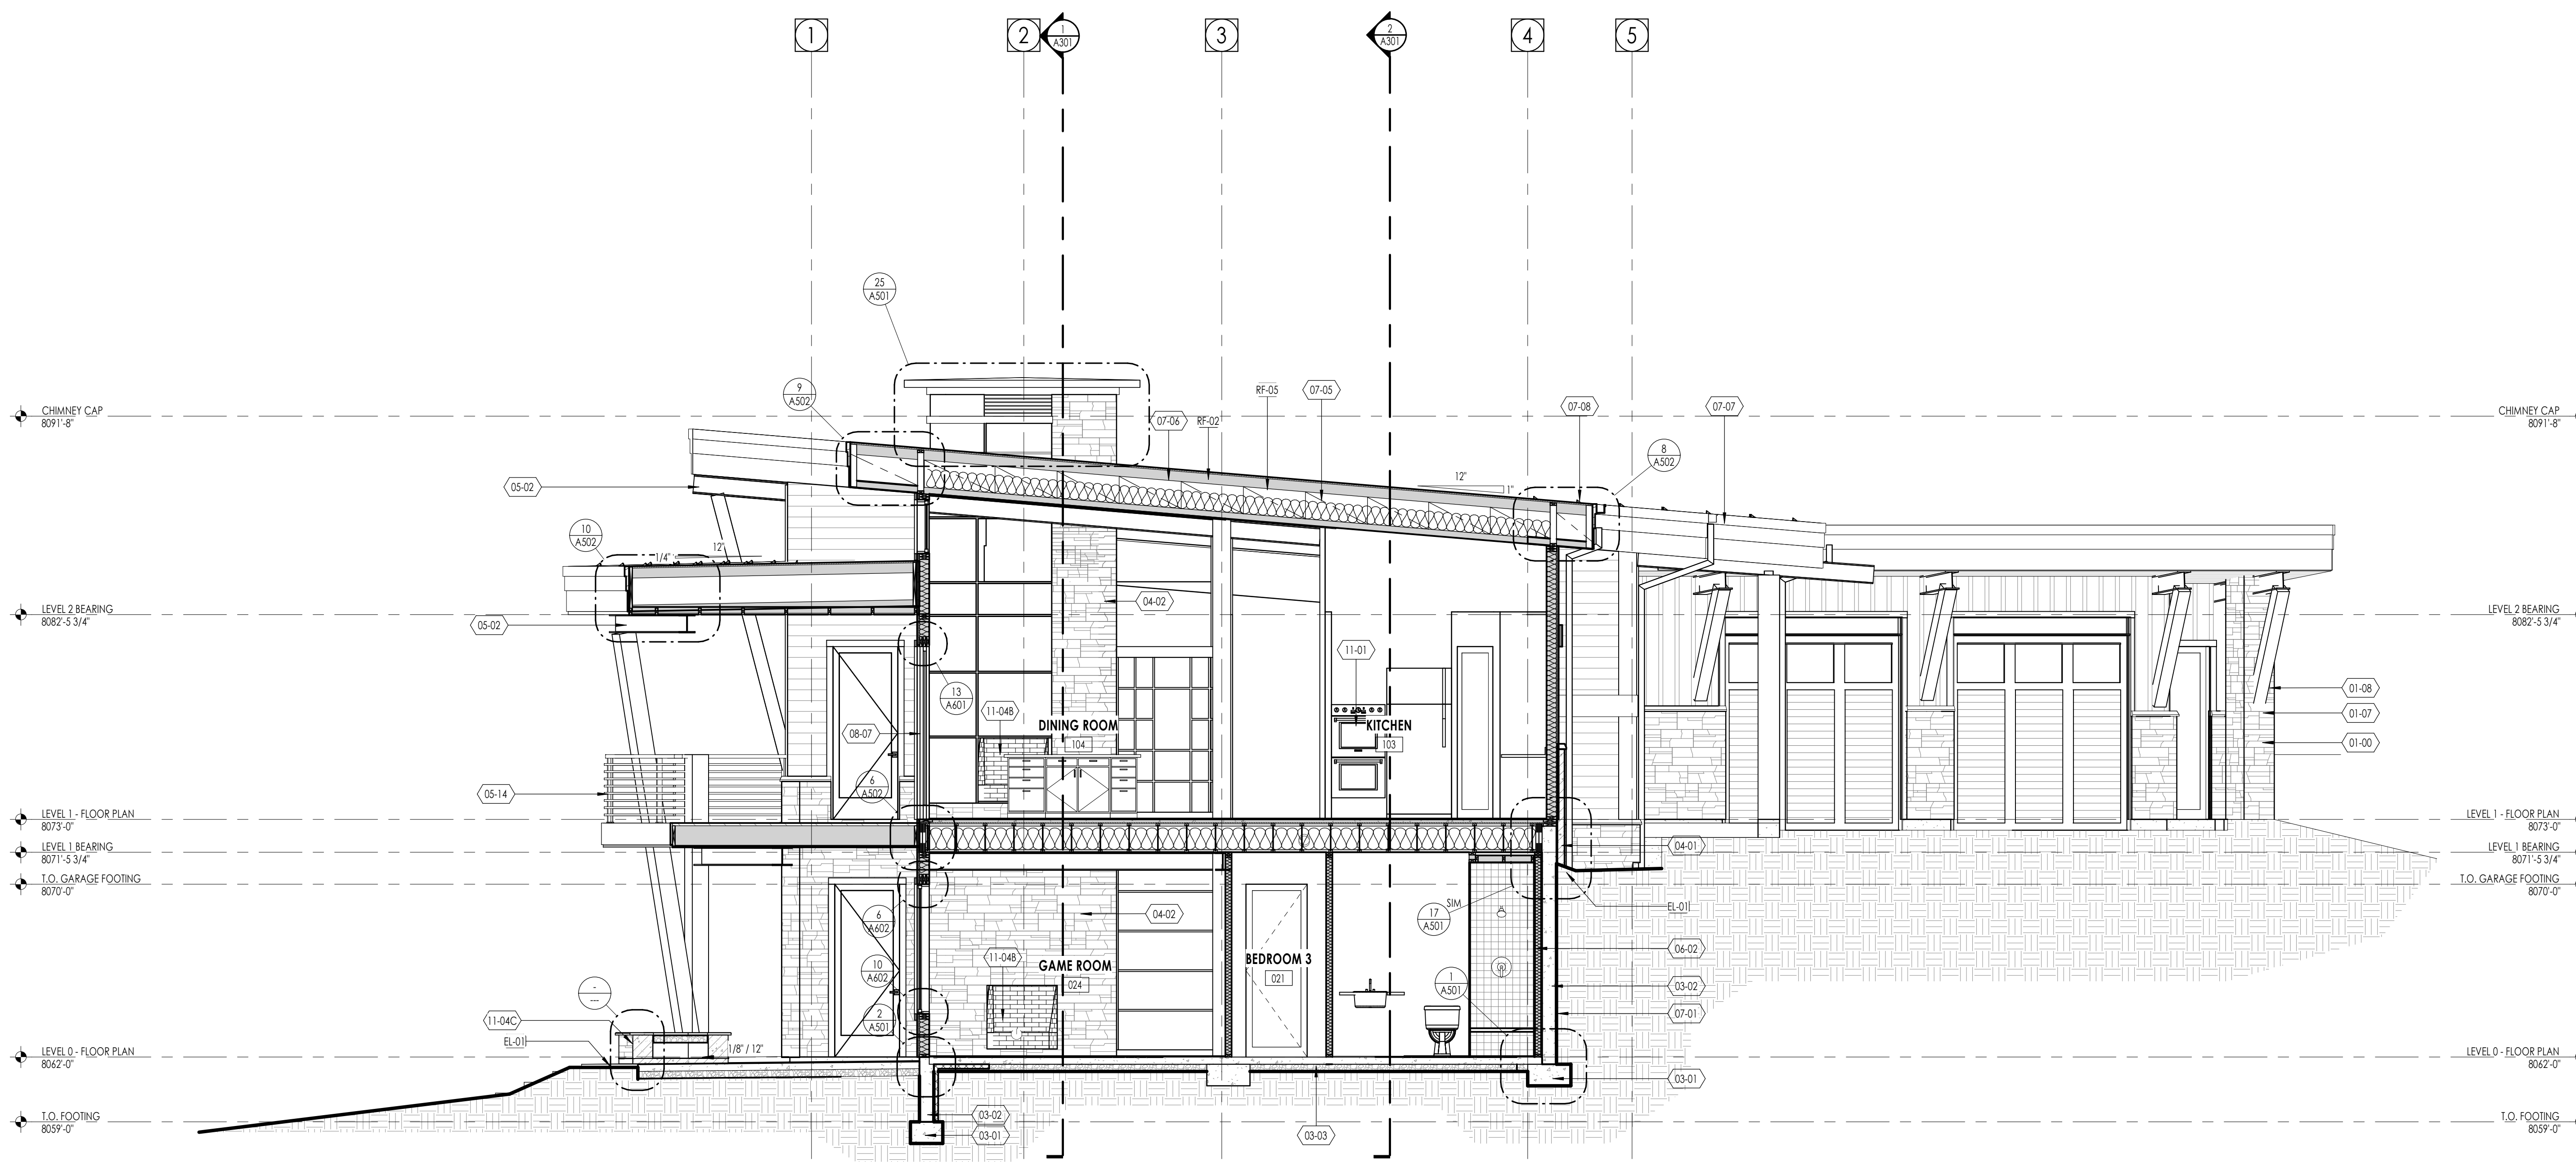 1
2
1
A301
3
2
A301
4
5
25
A501
9
A502
RF-05
07-05
07-06
RF-02
07-08
07-07
CHIMNEY CAP
8091'-8"
CHIMNEY CAP
8091'-8"
8
A502
05-02
12"
1"
10
A502
1/4"
12"
04-02
LEVEL 2 BEARING
8082'-5 3/4"
05-02
LEVEL 2 BEARING
8082'-5 3/4"
11-01
13
A601
01-08
11-04B
01-07
DINING ROOM
104
KITCHEN
103
08-07
01-00
6
A502
05-14
LEVEL 1 - FLOOR PLAN
8073'-0"
LEVEL 1 - FLOOR PLAN
8073'-0"
LEVEL 1 BEARING
8071'-5 3/4"
04-01
LEVEL 1 BEARING
8071'-5 3/4"
T.O. GARAGE FOOTING
8070'-0"
T.O. GARAGE FOOTING
8070'-0"
SIM
EL-01
6
A602
04-02
17
A501
06-02
11-04B
GAME ROOM
024
BEDROOM 3
021
10
A602
1
A501
03-02
-
---
07-01
11-04C
2
A501
EL-01
1/8" / 12"
LEVEL 0 - FLOOR PLAN
8062'-0"
LEVEL 0 - FLOOR PLAN
8062'-0"
03-01
03-02
T.O. FOOTING
8059'-0"
T.O. FOOTING
8059'-0"
03-01
03-03